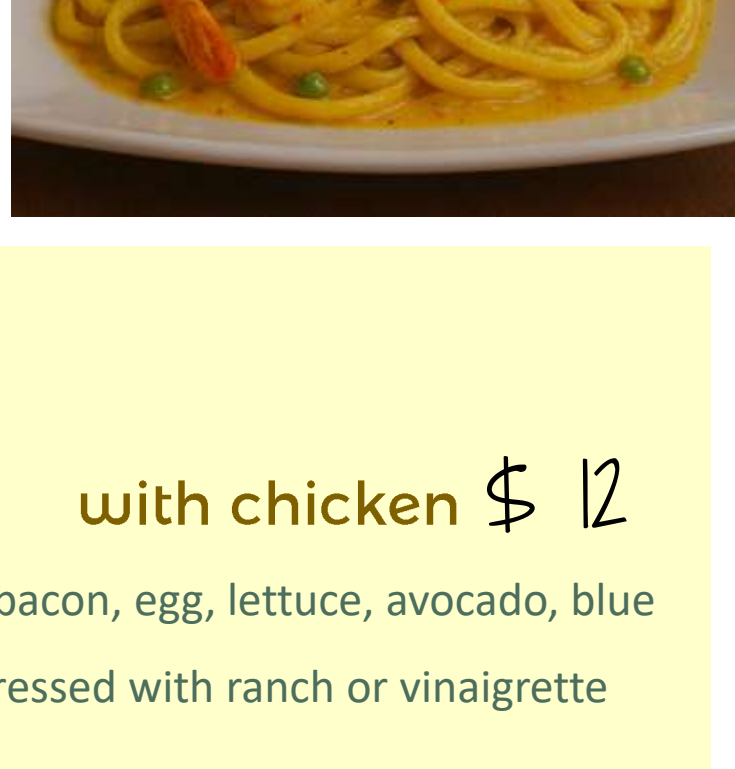 with chicken $ 12
bacon, egg, lettuce, avocado, blue
ressed with ranch or vinaigrette